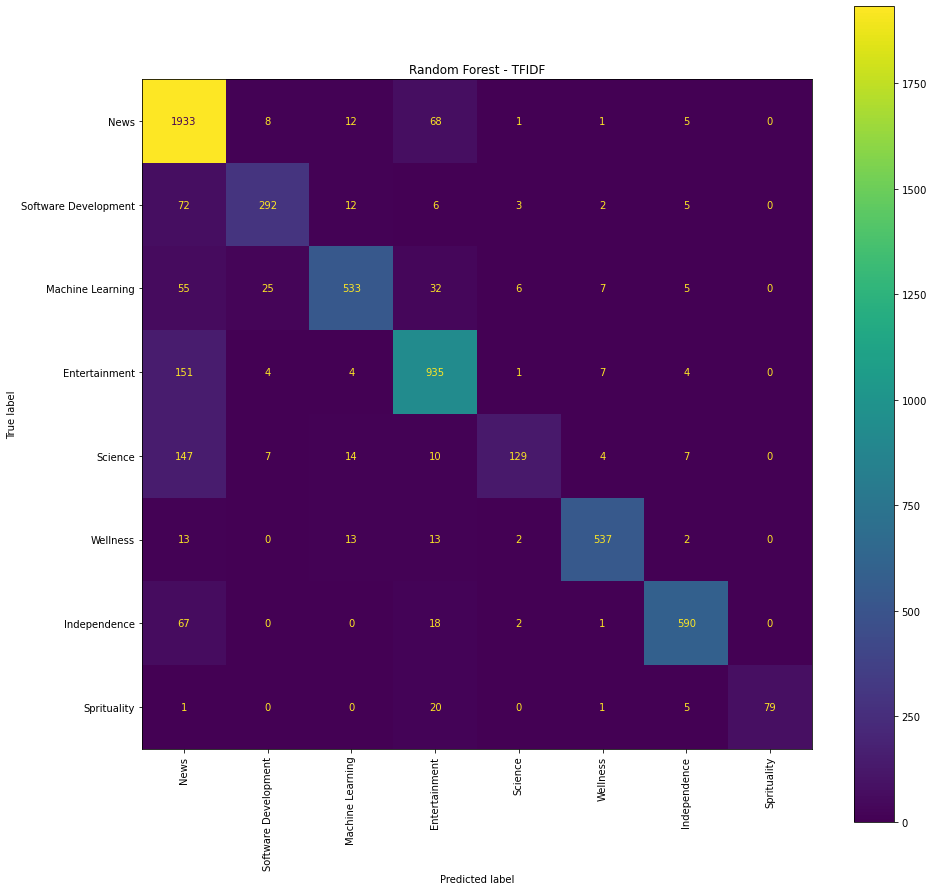 Random Forest - TFIDF
News 1933 8 12 68 1 1 5 0
Software Development 72 292 12 6 3 2 5 0
Machine Learning 55 25 533 32 6 7 5 0
Entertainment 151 4 4 935 1 7 4 0
Science 147 7 14 10 129 4 7 0
Wellness 13 0 13 13 2 537 2 0
Independence 67 0 0 18 2 1 590 0
Sprituality 1 0 0 20 0 1 5 79
True label
News
Software Development
Machine Learning
Entertainment
Science
Wellness
Independence
Sprituality
Predicted label
1750
1500
1250
1000
750
500
250
0